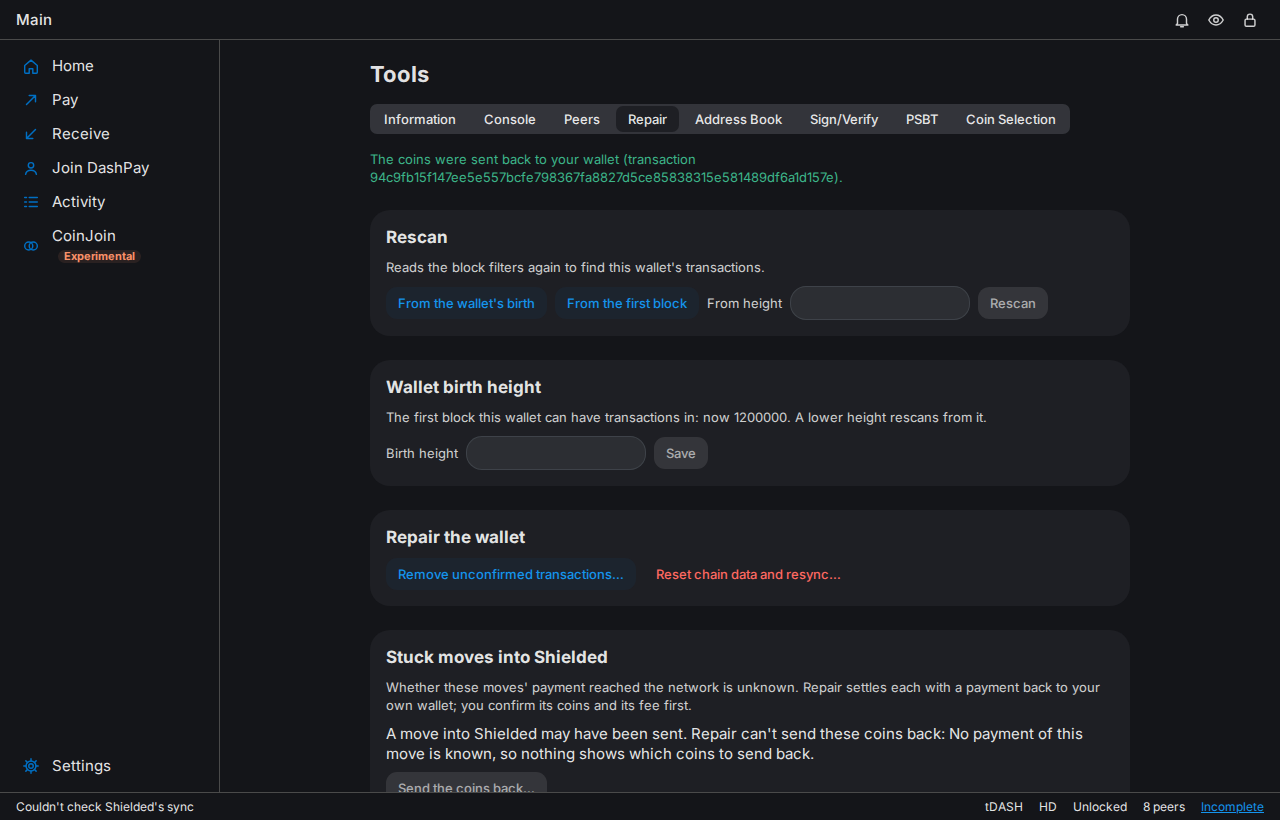 Main
Home
Pay
Receive
Join DashPay
Activity
CoinJoin
Experimental
Settings
Tools
Information Console Peers Repair Address Book Sign/Verify PSBT Coin Selection
The coins were sent back to your wallet (transaction
94c9fb15f147ee5e557bcfe798367fa8827d5ce85838315e581489df6a1d157e).
Rescan
Reads the block filters again to find this wallet's transactions.
From the wallet's birth From the first block From height Rescan
Wallet birth height
The first block this wallet can have transactions in: now 1200000. A lower height rescans from it.
Birth height Save
Repair the wallet
Remove unconfirmed transactions... Reset chain data and resync...
Stuck moves into Shielded
Whether these moves' payment reached the network is unknown. Repair settles each with a payment back to your
own wallet; you confirm its coins and its fee first.
A move into Shielded may have been sent. Repair can't send these coins back: No payment of this
move is known, so nothing shows which coins to send back.
Send the coins back...
Couldn't check Shielded's sync tDASH HD Unlocked 8 peers Incomplete